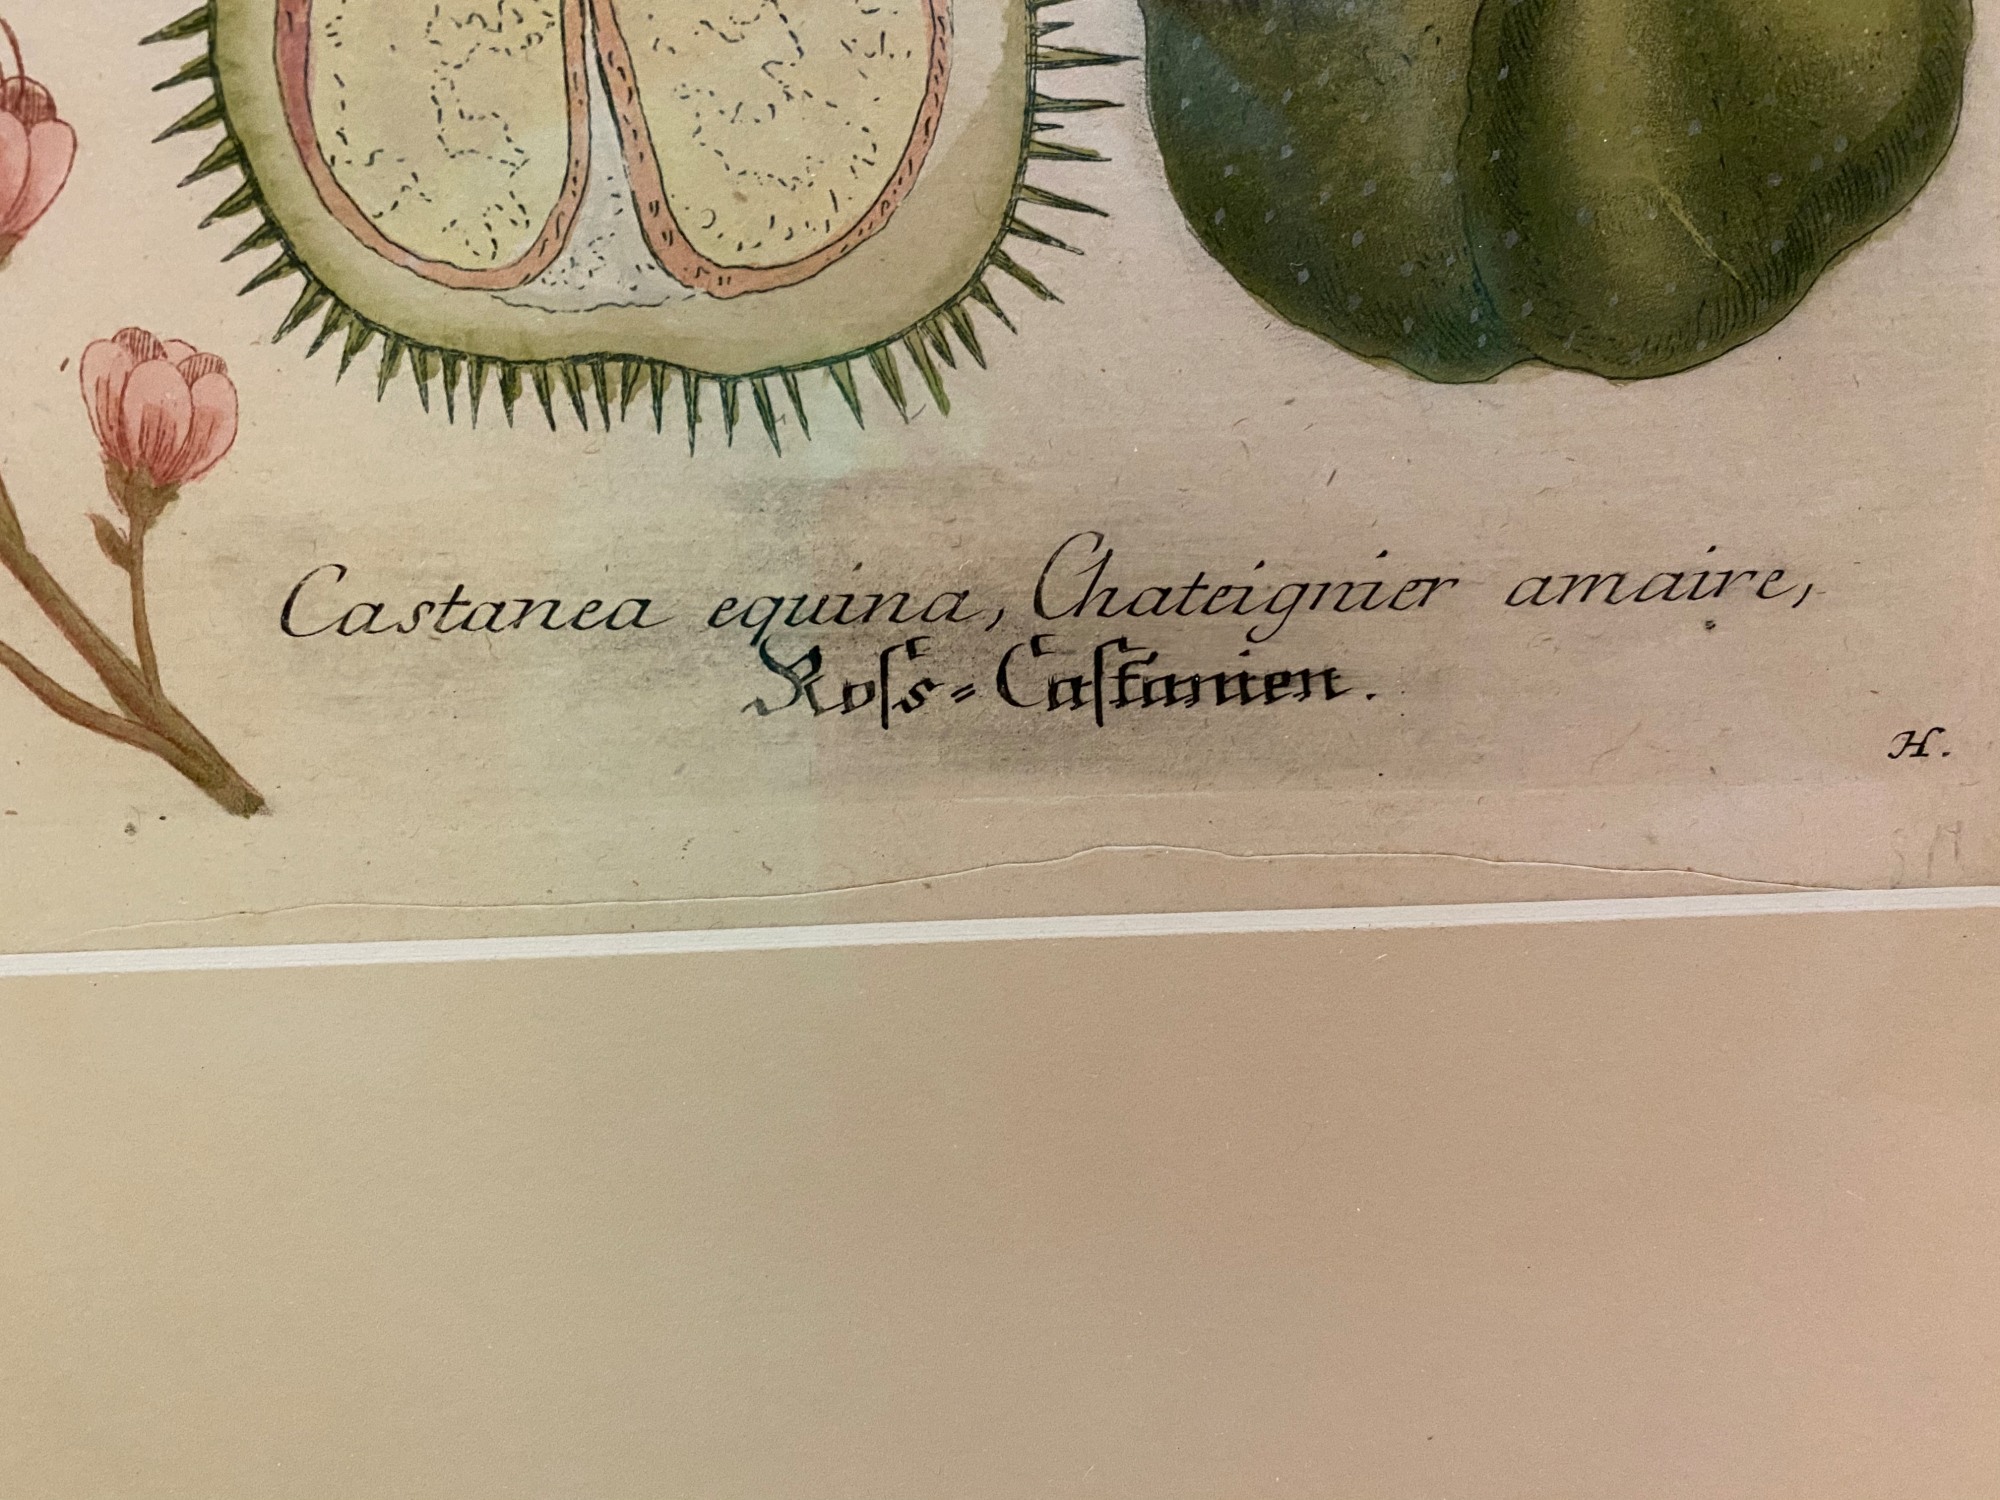 Castanea equina, Chateignier amaire,
Roſs-Caſtanien.
H.